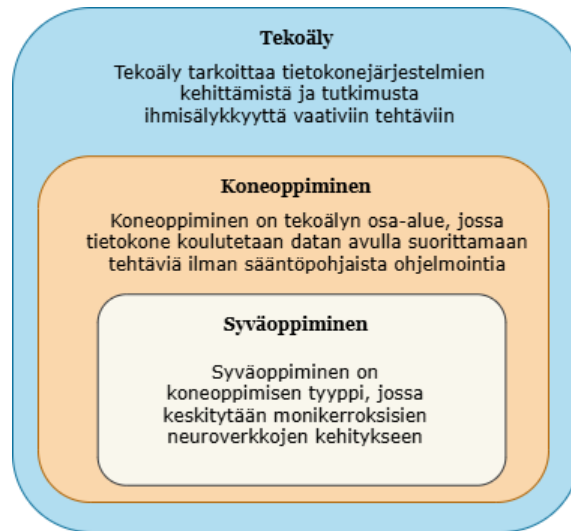 Tekoäly
Tekoäly tarkoittaa tietokonejärjestelmien
kehittämistä ja tutkimusta
ihmisälykkyyttä vaativiin tehtäviin
Koneoppiminen
Koneoppiminen on tekoälyn osa-alue, jossa
tietokone koulutetaan datan avulla suorittamaan
tehtäviä ilman sääntöpohjaista ohjelmointia
Syväoppiminen
Syväoppiminen on
koneoppimisen tyyppi, jossa
keskitytään monikerroksisien
neuroverkkojen kehitykseen